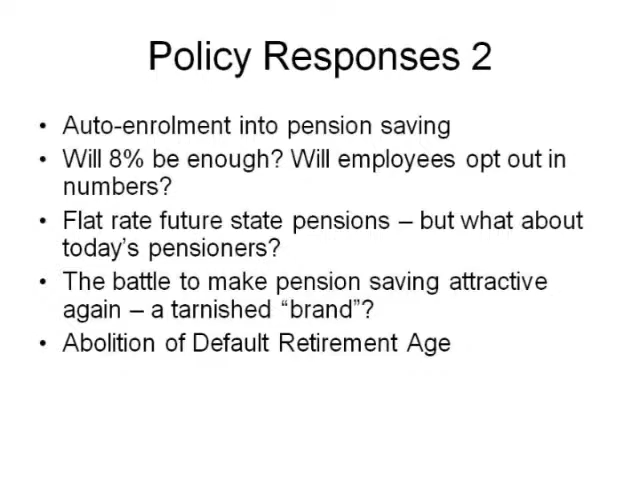 Policy Responses 2
• Auto-enrolment into pension saving
• Will 8% be enough? Will employees opt out in
numbers?
• Flat rate future state pensions – but what about
today’s pensioners?
• The battle to make pension saving attractive
again – a tarnished “brand”?
• Abolition of Default Retirement Age